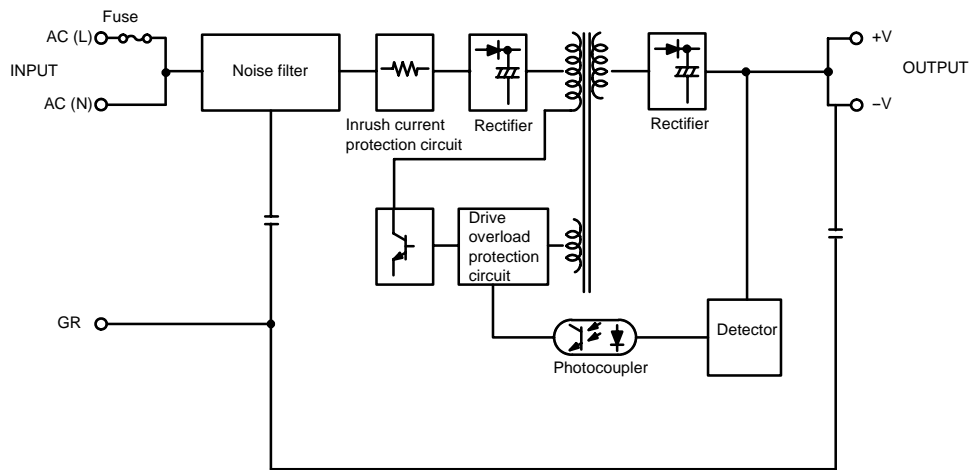 Fuse
AC (L)
INPUT
AC (N)
Noise filter
Inrush current
protection circuit
Rectifier
Rectifier
+V
OUTPUT
−V
Drive
overload
protection
circuit
GR
Photocoupler
Detector